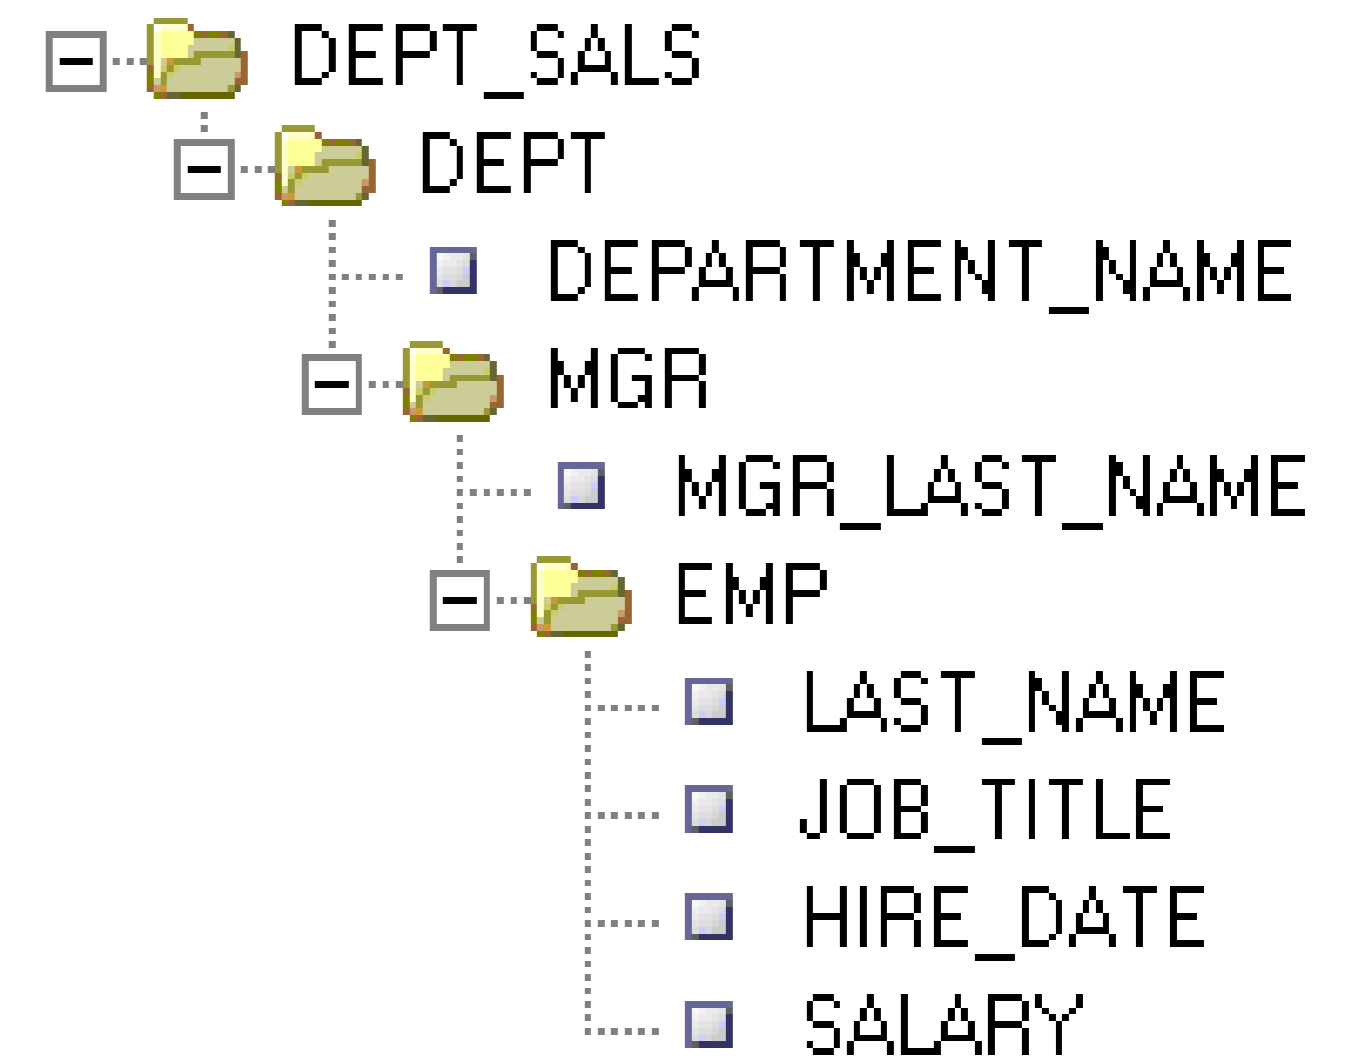 DEPT_SALS
DEPT
DEPARTMENT_NAME
MGR
MGR_LAST_NAME
EMP
LAST_NAME
JOB_TITLE
HIRE_DATE
SALARY